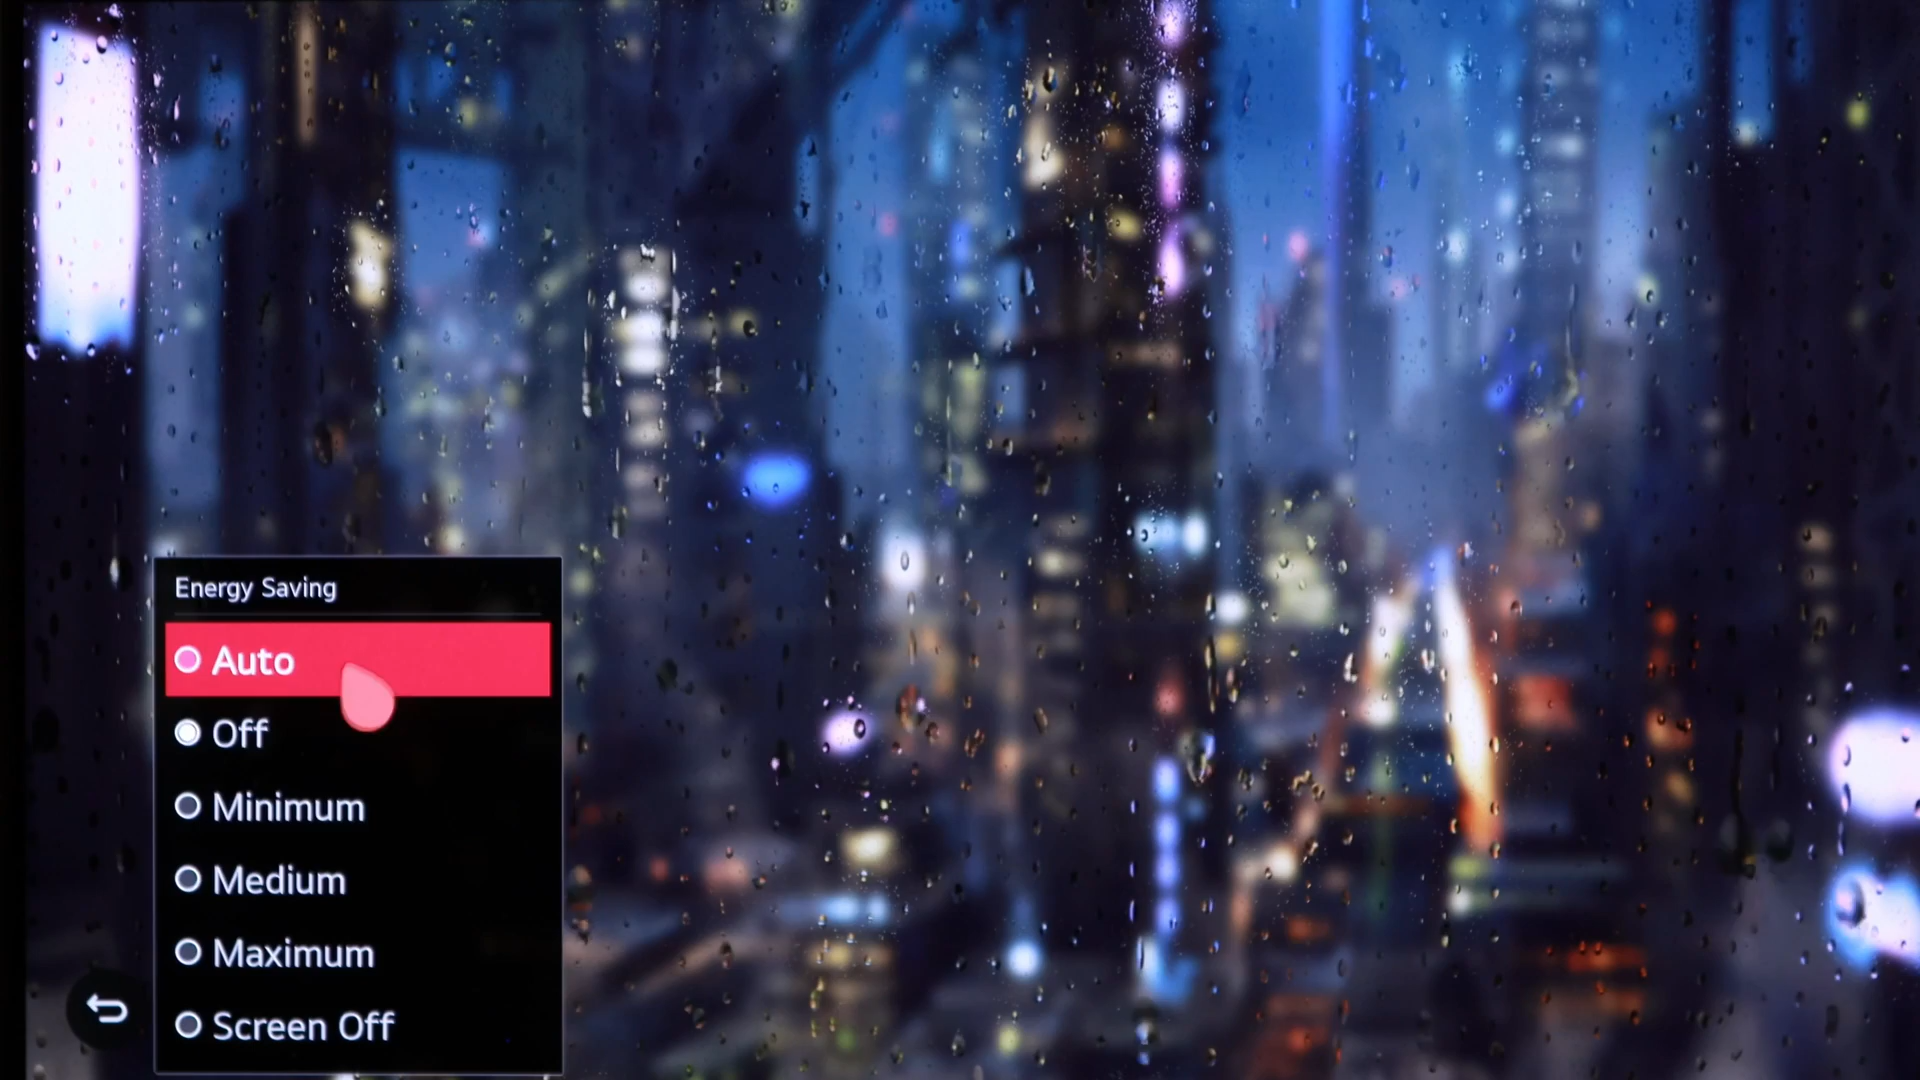 Energy Saving
Auto
Off
Minimum
Medium
Maximum
Screen Off